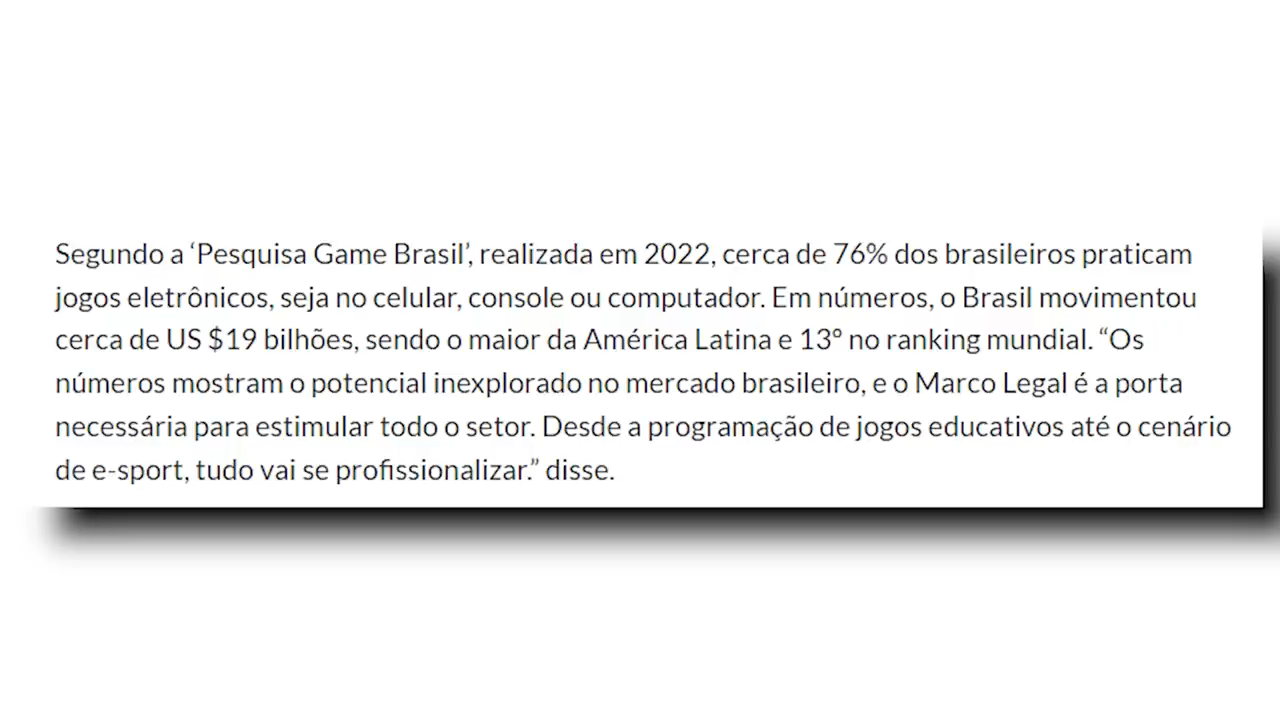 Segundo a ‘Pesquisa Game Brasil’, realizada em 2022, cerca de 76% dos brasileiros praticam
jogos eletrônicos, seja no celular, console ou computador. Em números, o Brasil movimentou
cerca de US $19 bilhões, sendo o maior da América Latina e 13º no ranking mundial. “Os
números mostram o potencial inexplorado no mercado brasileiro, e o Marco Legal é a porta
necessária para estimular todo o setor. Desde a programação de jogos educativos até o cenário
de e-sport, tudo vai se profissionalizar.” disse.